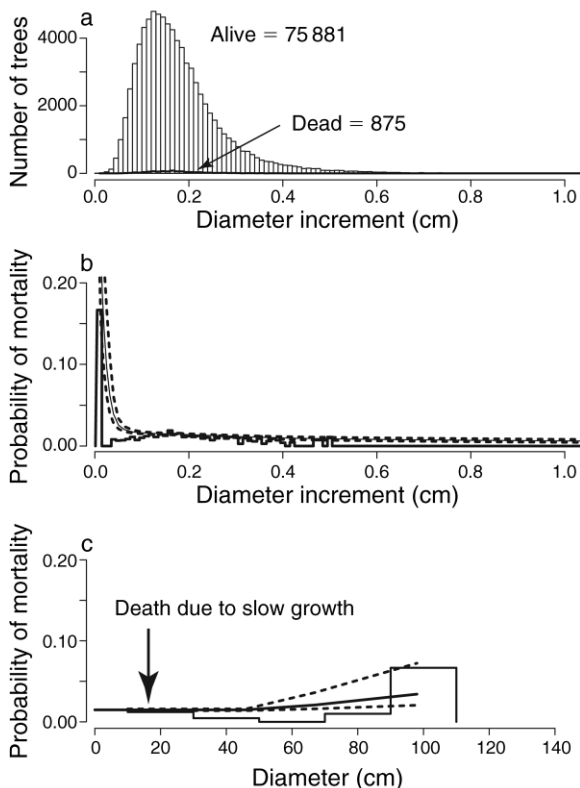 a
Alive = 75 881
Dead = 875
Number of trees
4000
2000
0
0.0 0.2 0.4 0.6 0.8 1.0
Diameter increment (cm)
b
Probability of mortality
0.20
0.10
0.00
0.0 0.2 0.4 0.6 0.8 1.0
Diameter increment (cm)
c
Death due to slow growth
Probability of mortality
0.20
0.10
0.00
0 20 40 60 80 100 120 140
Diameter (cm)